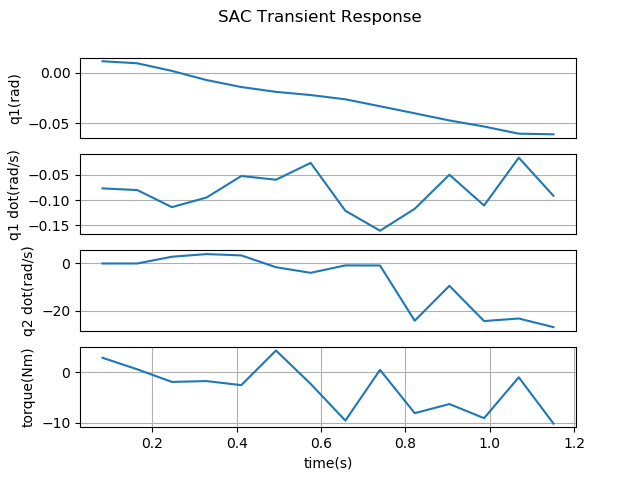 SAC Transient Response
q1(rad)
0.00
−0.05
q1 dot(rad/s)
−0.05
−0.10
−0.15
q2 dot(rad/s)
0
−20
torque(Nm)
0
−10
0.2 0.4 0.6 0.8 1.0 1.2
time(s)